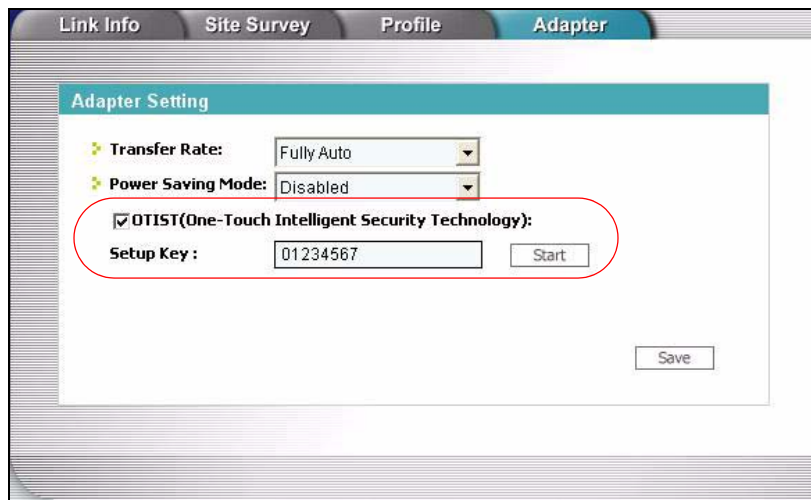 Link Info Site Survey Profile Adapter
Adapter Setting
Transfer Rate: Fully Auto
Power Saving Mode: Disabled
OTIST(One-Touch Intelligent Security Technology):
Setup Key : 01234567 Start
Save